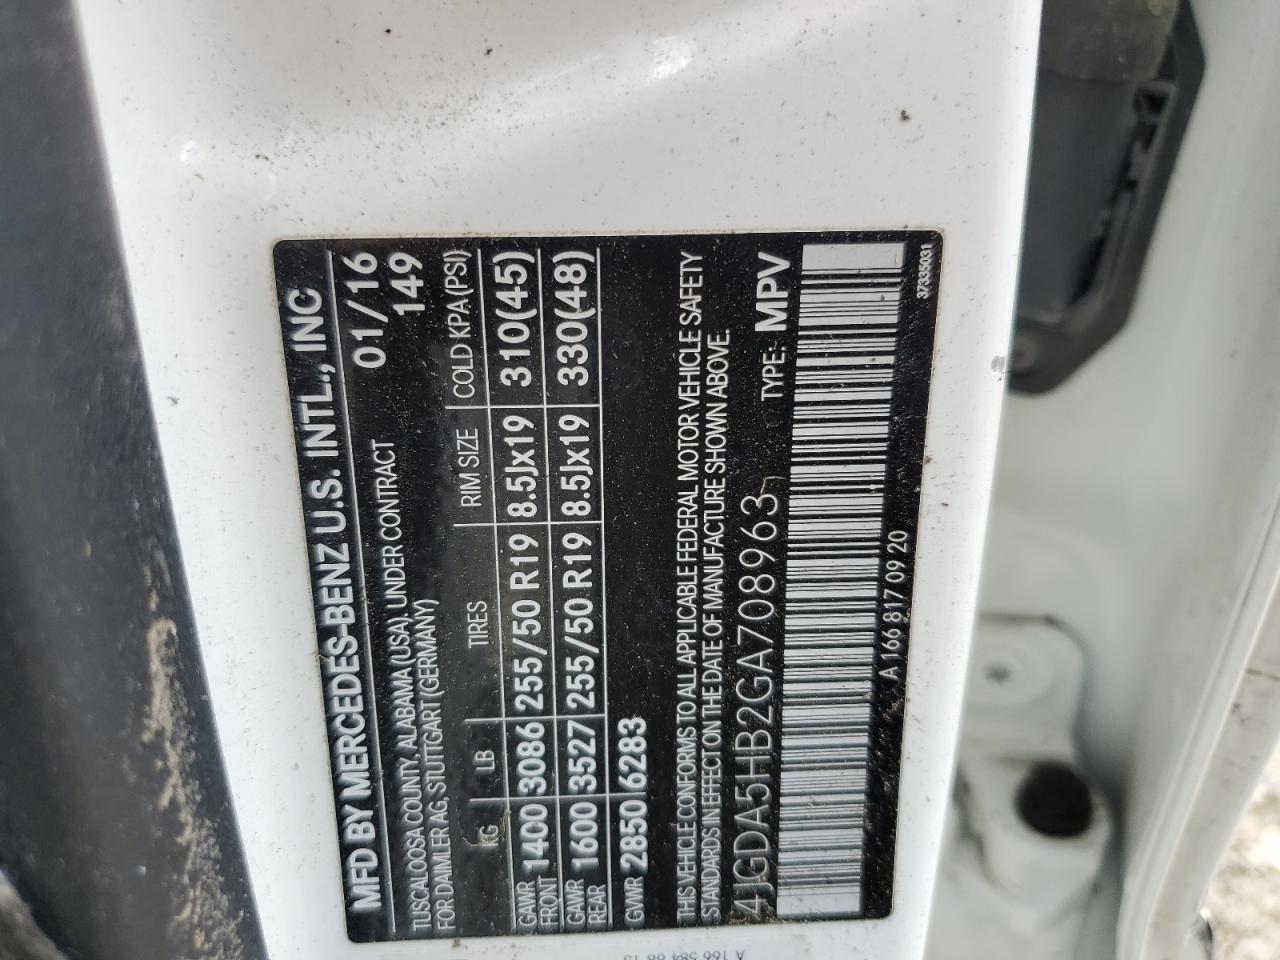 MFD BY MERCEDES-BENZ U.S. INTL., INC
01/16
TUSCALOOSA COUNTY, ALABAMA (USA), UNDER CONTRACT
149
FOR DAIMLER AG, STUTTGART (GERMANY)
KG LB TIRES RIM SIZE COLD KPA (PSI)
GAWR FRONT 1400 3086 255/50 R19 8.5Jx19 310(45)
GAWR REAR 1600 3527 255/50 R19 8.5Jx19 330(48)
GVWR 2850 6283
THIS VEHICLE CONFORMS TO ALL APPLICABLE FEDERAL MOTOR VEHICLE SAFETY
STANDARDS IN EFFECT ON THE DATE OF MANUFACTURE SHOWN ABOVE.
4JGDA5HB2GA708963 TYPE: MPV
A 166 817 09 20
37335031